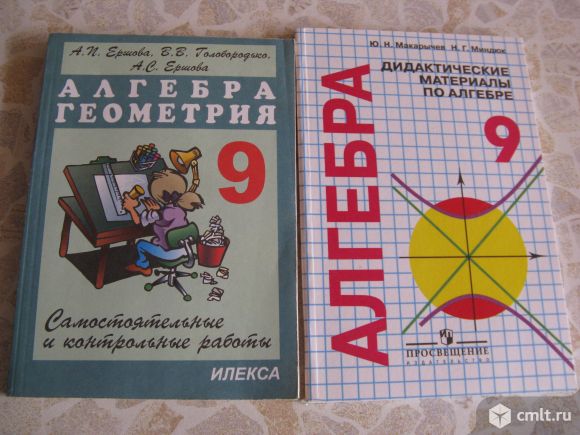 А.П. Ершова, В.В. Голобородько,
А.С. Ершова
АЛГЕБРА
ГЕОМЕТРИЯ
9
Самостоятельные
и контрольные работы
ИЛЕКСА
Ю. Н. Макарычев Н. Г. Миндюк
ДИДАКТИЧЕСКИЕ
МАТЕРИАЛЫ
ПО АЛГЕБРЕ
9
АЛГЕБРА
ПРОСВЕЩЕНИЕ
ИЗДАТЕЛЬСТВО
cmlt.ru